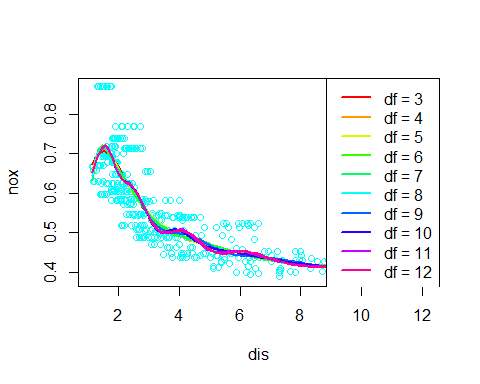 0.8
0.7
0.6
0.5
0.4
nox
2
4
6
8
10
12
dis
df = 3
df = 4
df = 5
df = 6
df = 7
df = 8
df = 9
df = 10
df = 11
df = 12